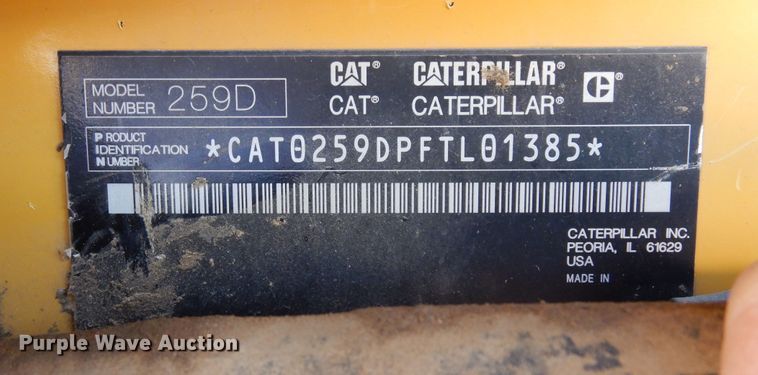 CAT® CATERPILLAR®
CAT® CATERPILLAR® C®
MODEL NUMBER 259D
PRODUCT IDENTIFICATION NUMBER *CAT0259DPFTL01385*
CATERPILLAR INC.
PEORIA, IL 61629
USA
MADE IN
Purple Wave Auction